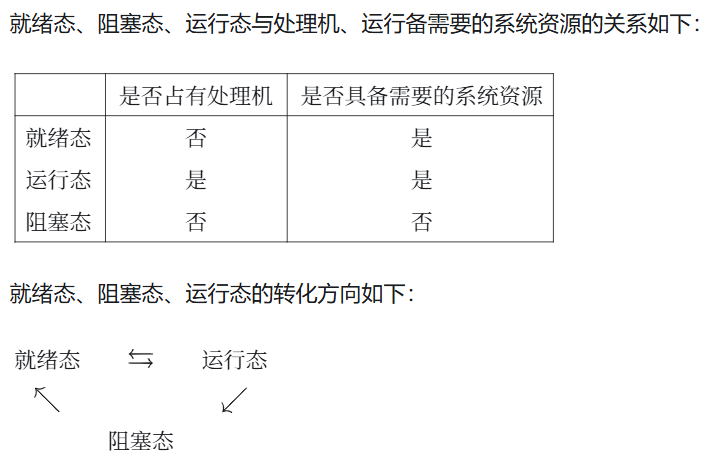 就绪态、阻塞态、运行态与处理机、运行备需要的系统资源的关系如下：
是否占有处理机 是否具备需要的系统资源
就绪态 否 是
运行态 是 是
阻塞态 否 否
就绪态、阻塞态、运行态的转化方向如下：
就绪态 ⇆ 运行态
↖ ↙
阻塞态